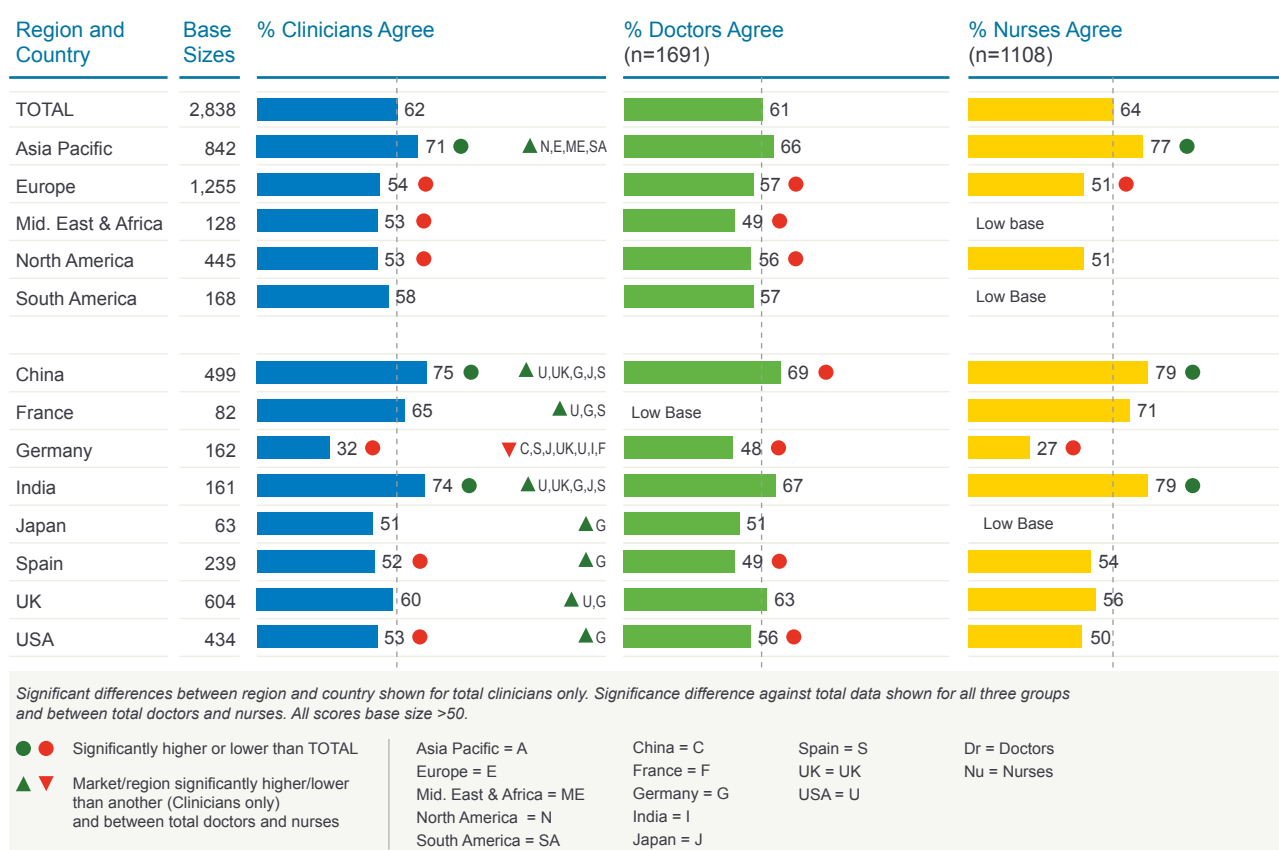 Region and Country Base Sizes % Clinicians Agree % Doctors Agree (n=1691) % Nurses Agree (n=1108)
TOTAL 2,838 62 61 64
Asia Pacific 842 71 N,E,ME,SA 66 77
Europe 1,255 54 57 51
Mid. East & Africa 128 53 49 Low base
North America 445 53 56 51
South America 168 58 57 Low Base
China 499 75 U,UK,G,J,S 69 79
France 82 65 U,G,S Low Base 71
Germany 162 32 C,S,J,UK,U,I,F 48 27
India 161 74 U,UK,G,J,S 67 79
Japan 63 51 G 51 Low Base
Spain 239 52 G 49 54
UK 604 60 U,G 63 56
USA 434 53 G 56 50
Significant differences between region and country shown for total clinicians only. Significance difference against total data shown for all three groups
and between total doctors and nurses. All scores base size >50.
Significantly higher or lower than TOTAL
Market/region significantly higher/lower
than another (Clinicians only)
and between total doctors and nurses
Asia Pacific = A
Europe = E
Mid. East & Africa = ME
North America = N
South America = SA
China = C
France = F
Germany = G
India = I
Japan = J
Spain = S
UK = UK
USA = U
Dr = Doctors
Nu = Nurses